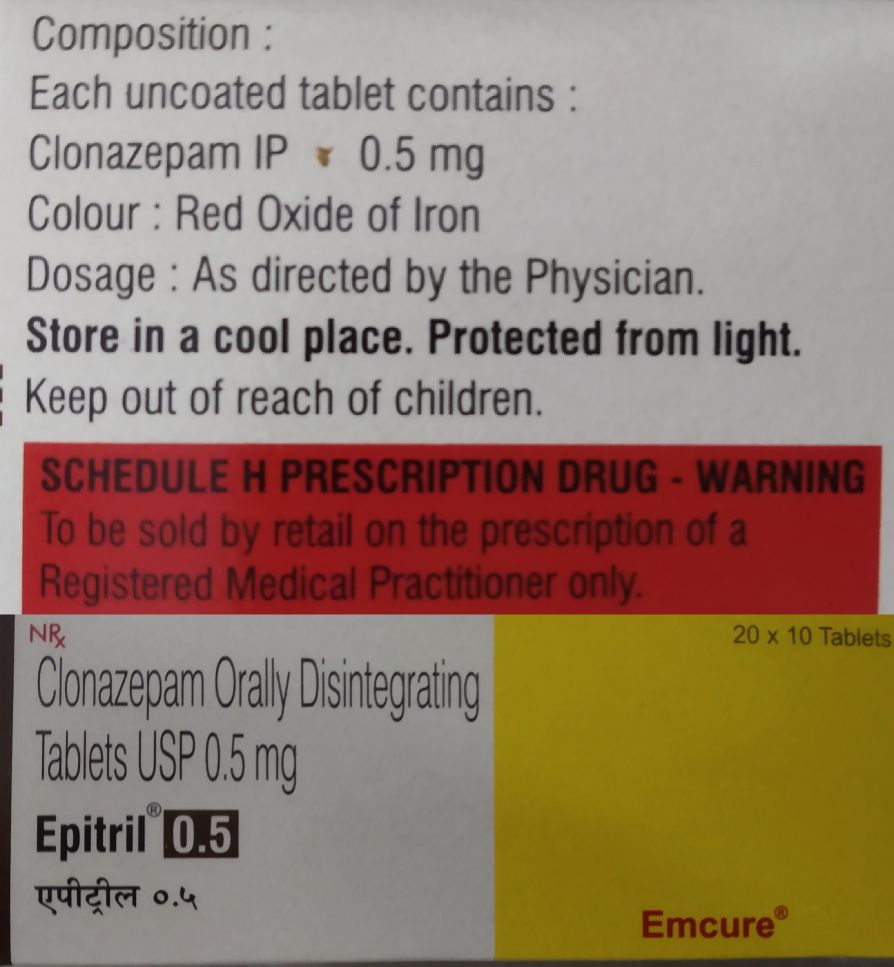 Composition :
Each uncoated tablet contains :
Clonazepam IP 0.5 mg
Colour : Red Oxide of Iron
Dosage : As directed by the Physician.
Store in a cool place. Protected from light.
Keep out of reach of children.
SCHEDULE H PRESCRIPTION DRUG - WARNING
To be sold by retail on the prescription of a
Registered Medical Practitioner only.
NRx
20 x 10 Tablets
Clonazepam Orally Disintegrating
Tablets USP 0.5 mg
Epitril® 0.5
एपीट्रील ०.५
Emcure®